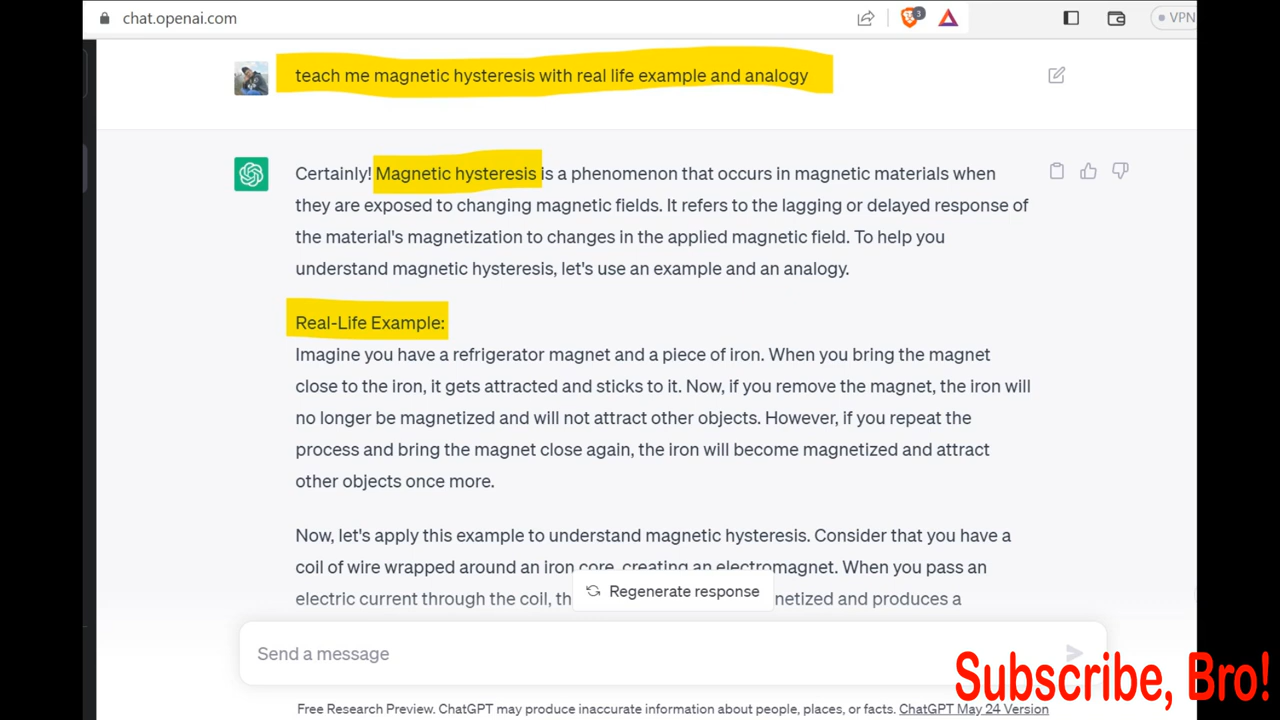 chat.openai.com
3
VPN
teach me magnetic hysteresis with real life example and analogy
Certainly! Magnetic hysteresis is a phenomenon that occurs in magnetic materials when
they are exposed to changing magnetic fields. It refers to the lagging or delayed response of
the material's magnetization to changes in the applied magnetic field. To help you
understand magnetic hysteresis, let's use an example and an analogy.
Real-Life Example:
Imagine you have a refrigerator magnet and a piece of iron. When you bring the magnet
close to the iron, it gets attracted and sticks to it. Now, if you remove the magnet, the iron will
no longer be magnetized and will not attract other objects. However, if you repeat the
process and bring the magnet close again, the iron will become magnetized and attract
other objects once more.
Now, let's apply this example to understand magnetic hysteresis. Consider that you have a
coil of wire wrapped around an iron core, creating an electromagnet. When you pass an
Regenerate response
electric current through the coil, th netized and produces a
Send a message
Subscribe, Bro!
Free Research Preview. ChatGPT may produce inaccurate information about people, places, or facts. ChatGPT May 24 Version